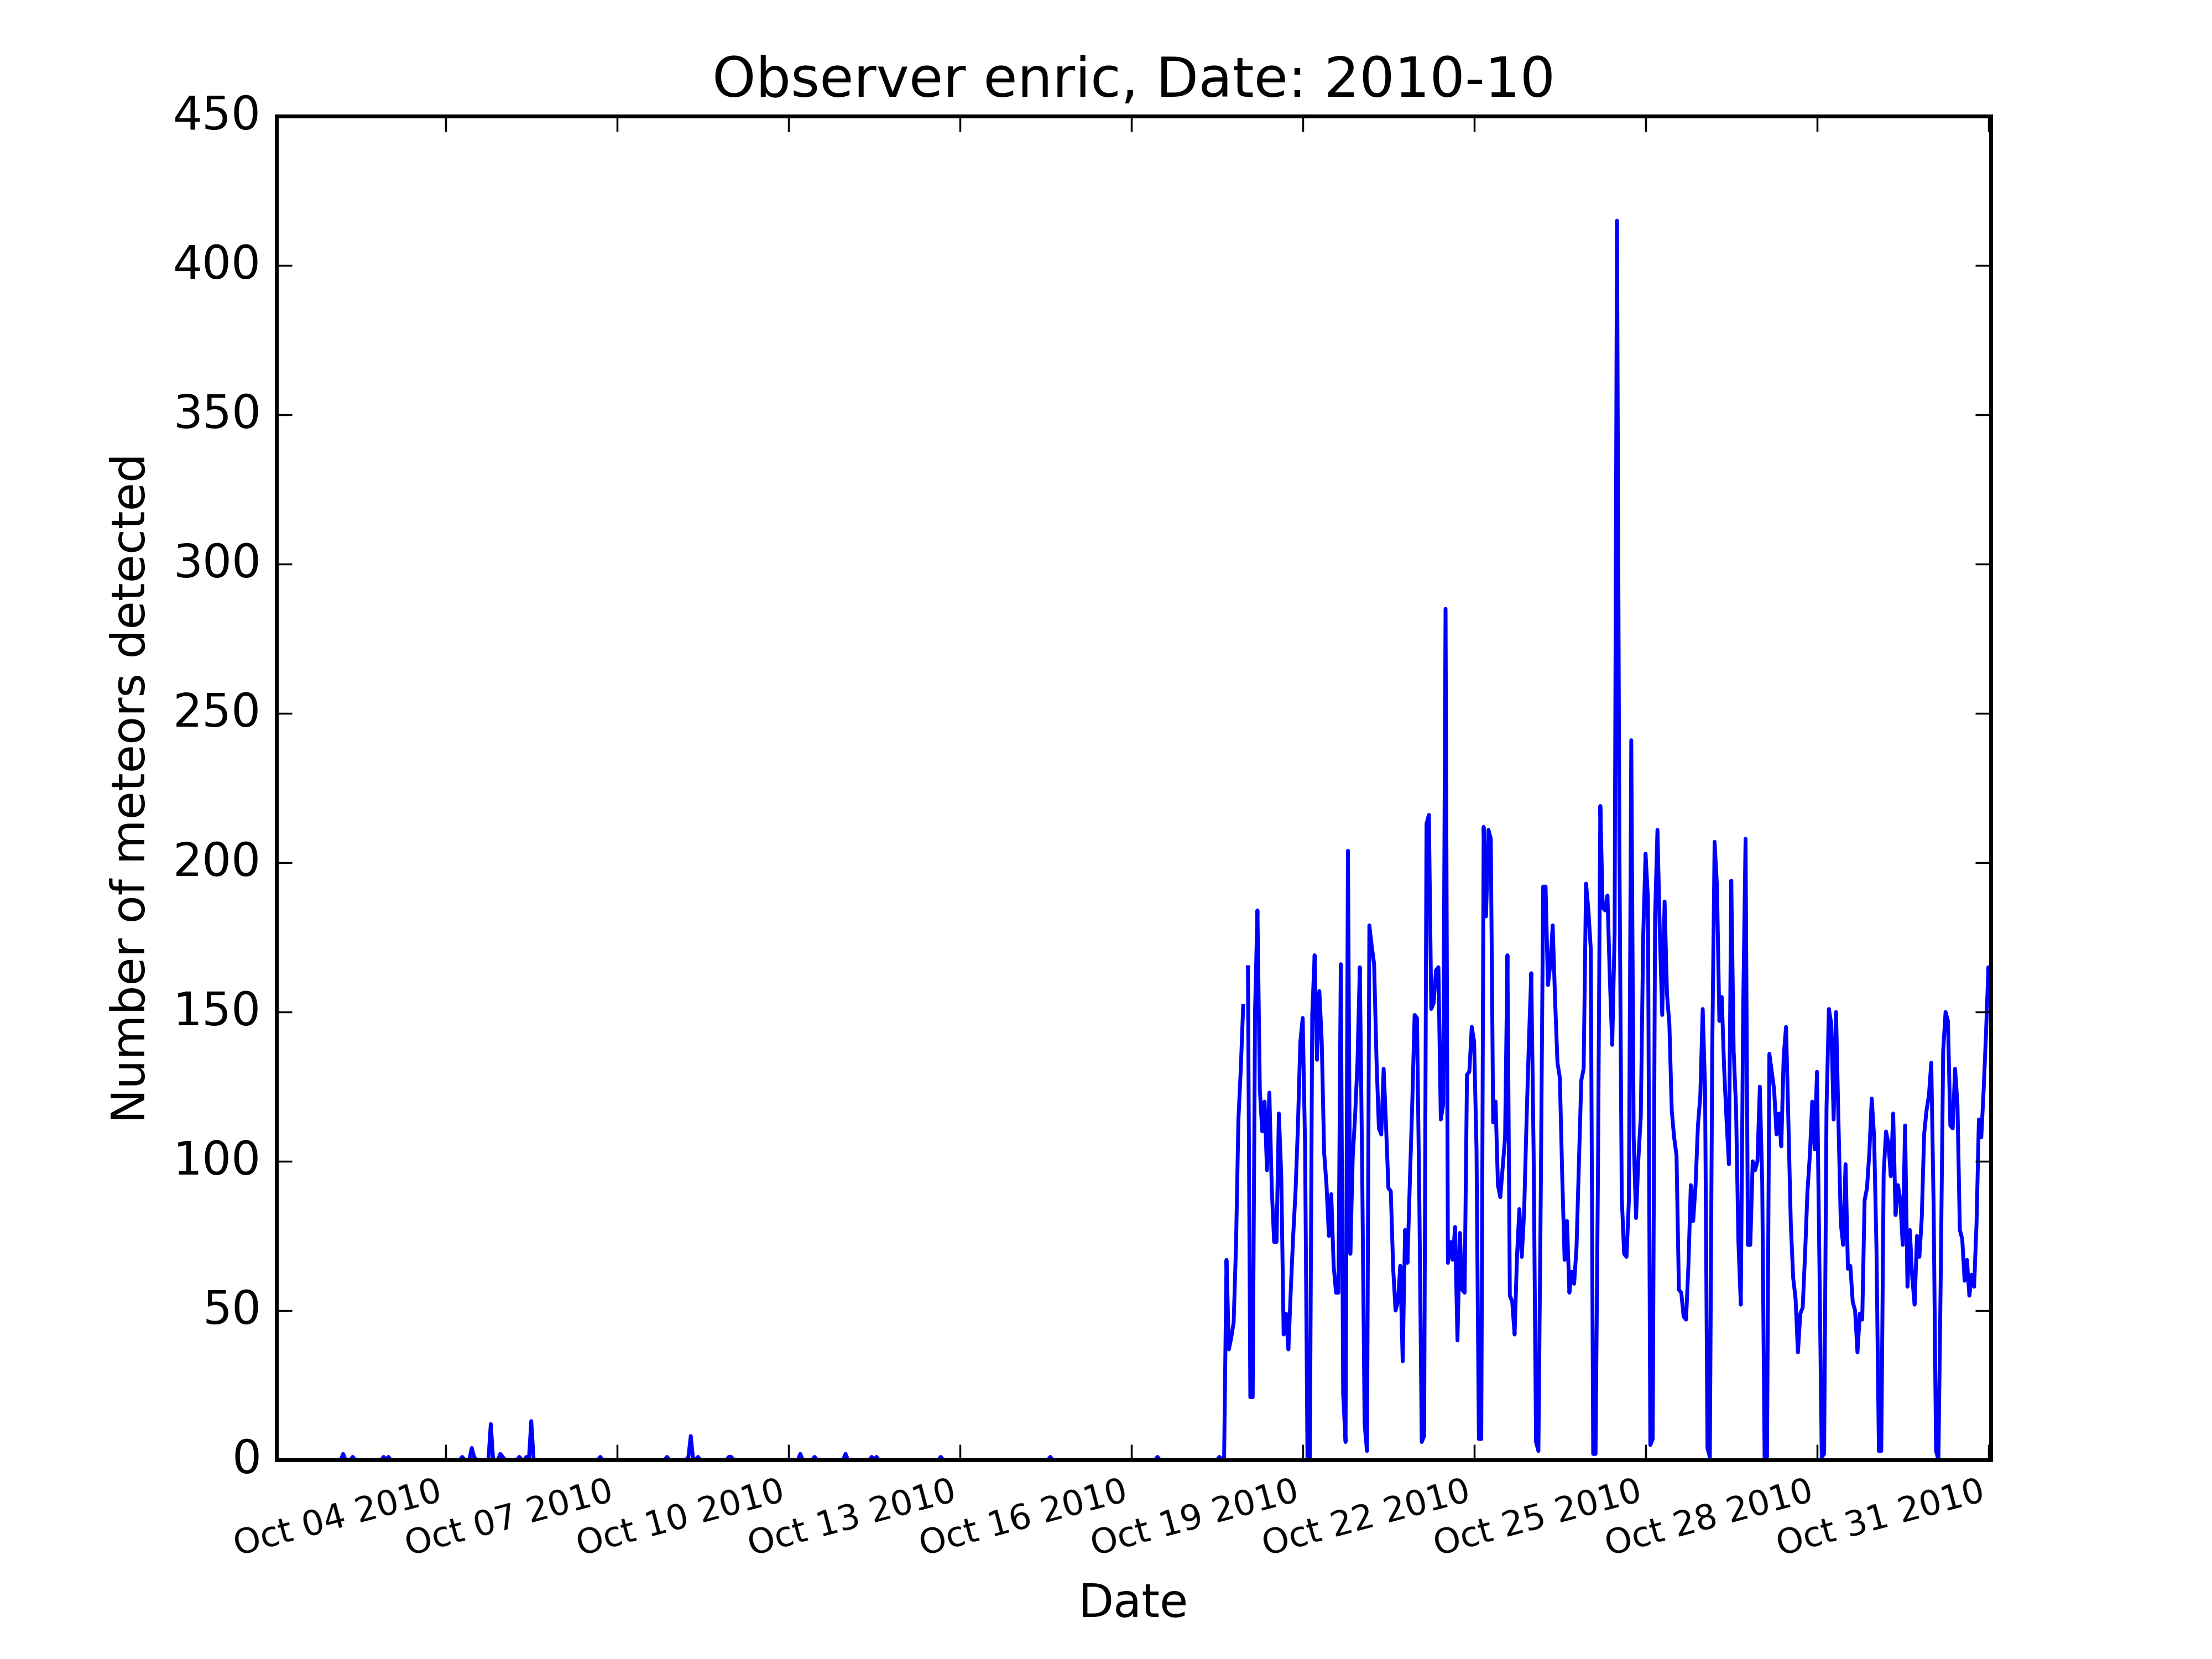 Observer enric, Date: 2010-10
450
400
350
300
250
200
150
100
50
0
Number of meteors detected
Oct 04 2010
Oct 07 2010
Oct 10 2010
Oct 13 2010
Oct 16 2010
Oct 19 2010
Oct 22 2010
Oct 25 2010
Oct 28 2010
Oct 31 2010
Date